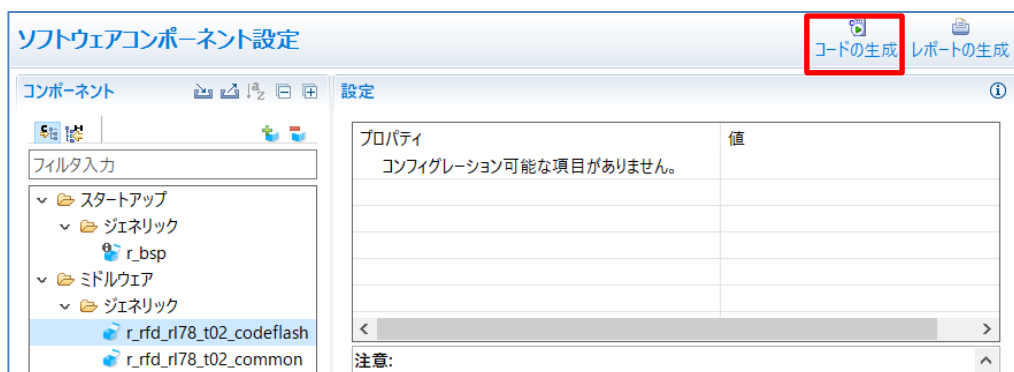 ソフトウェアコンポーネント設定
コードの生成 レポートの生成
コンポーネント
設定
フィルタ入力
スタートアップ
ジェネリック
r_bsp
ミドルウェア
ジェネリック
r_rfd_rl78_t02_codeflash
r_rfd_rl78_t02_common
プロパティ 値
コンフィグレーション可能な項目がありません。
注意: